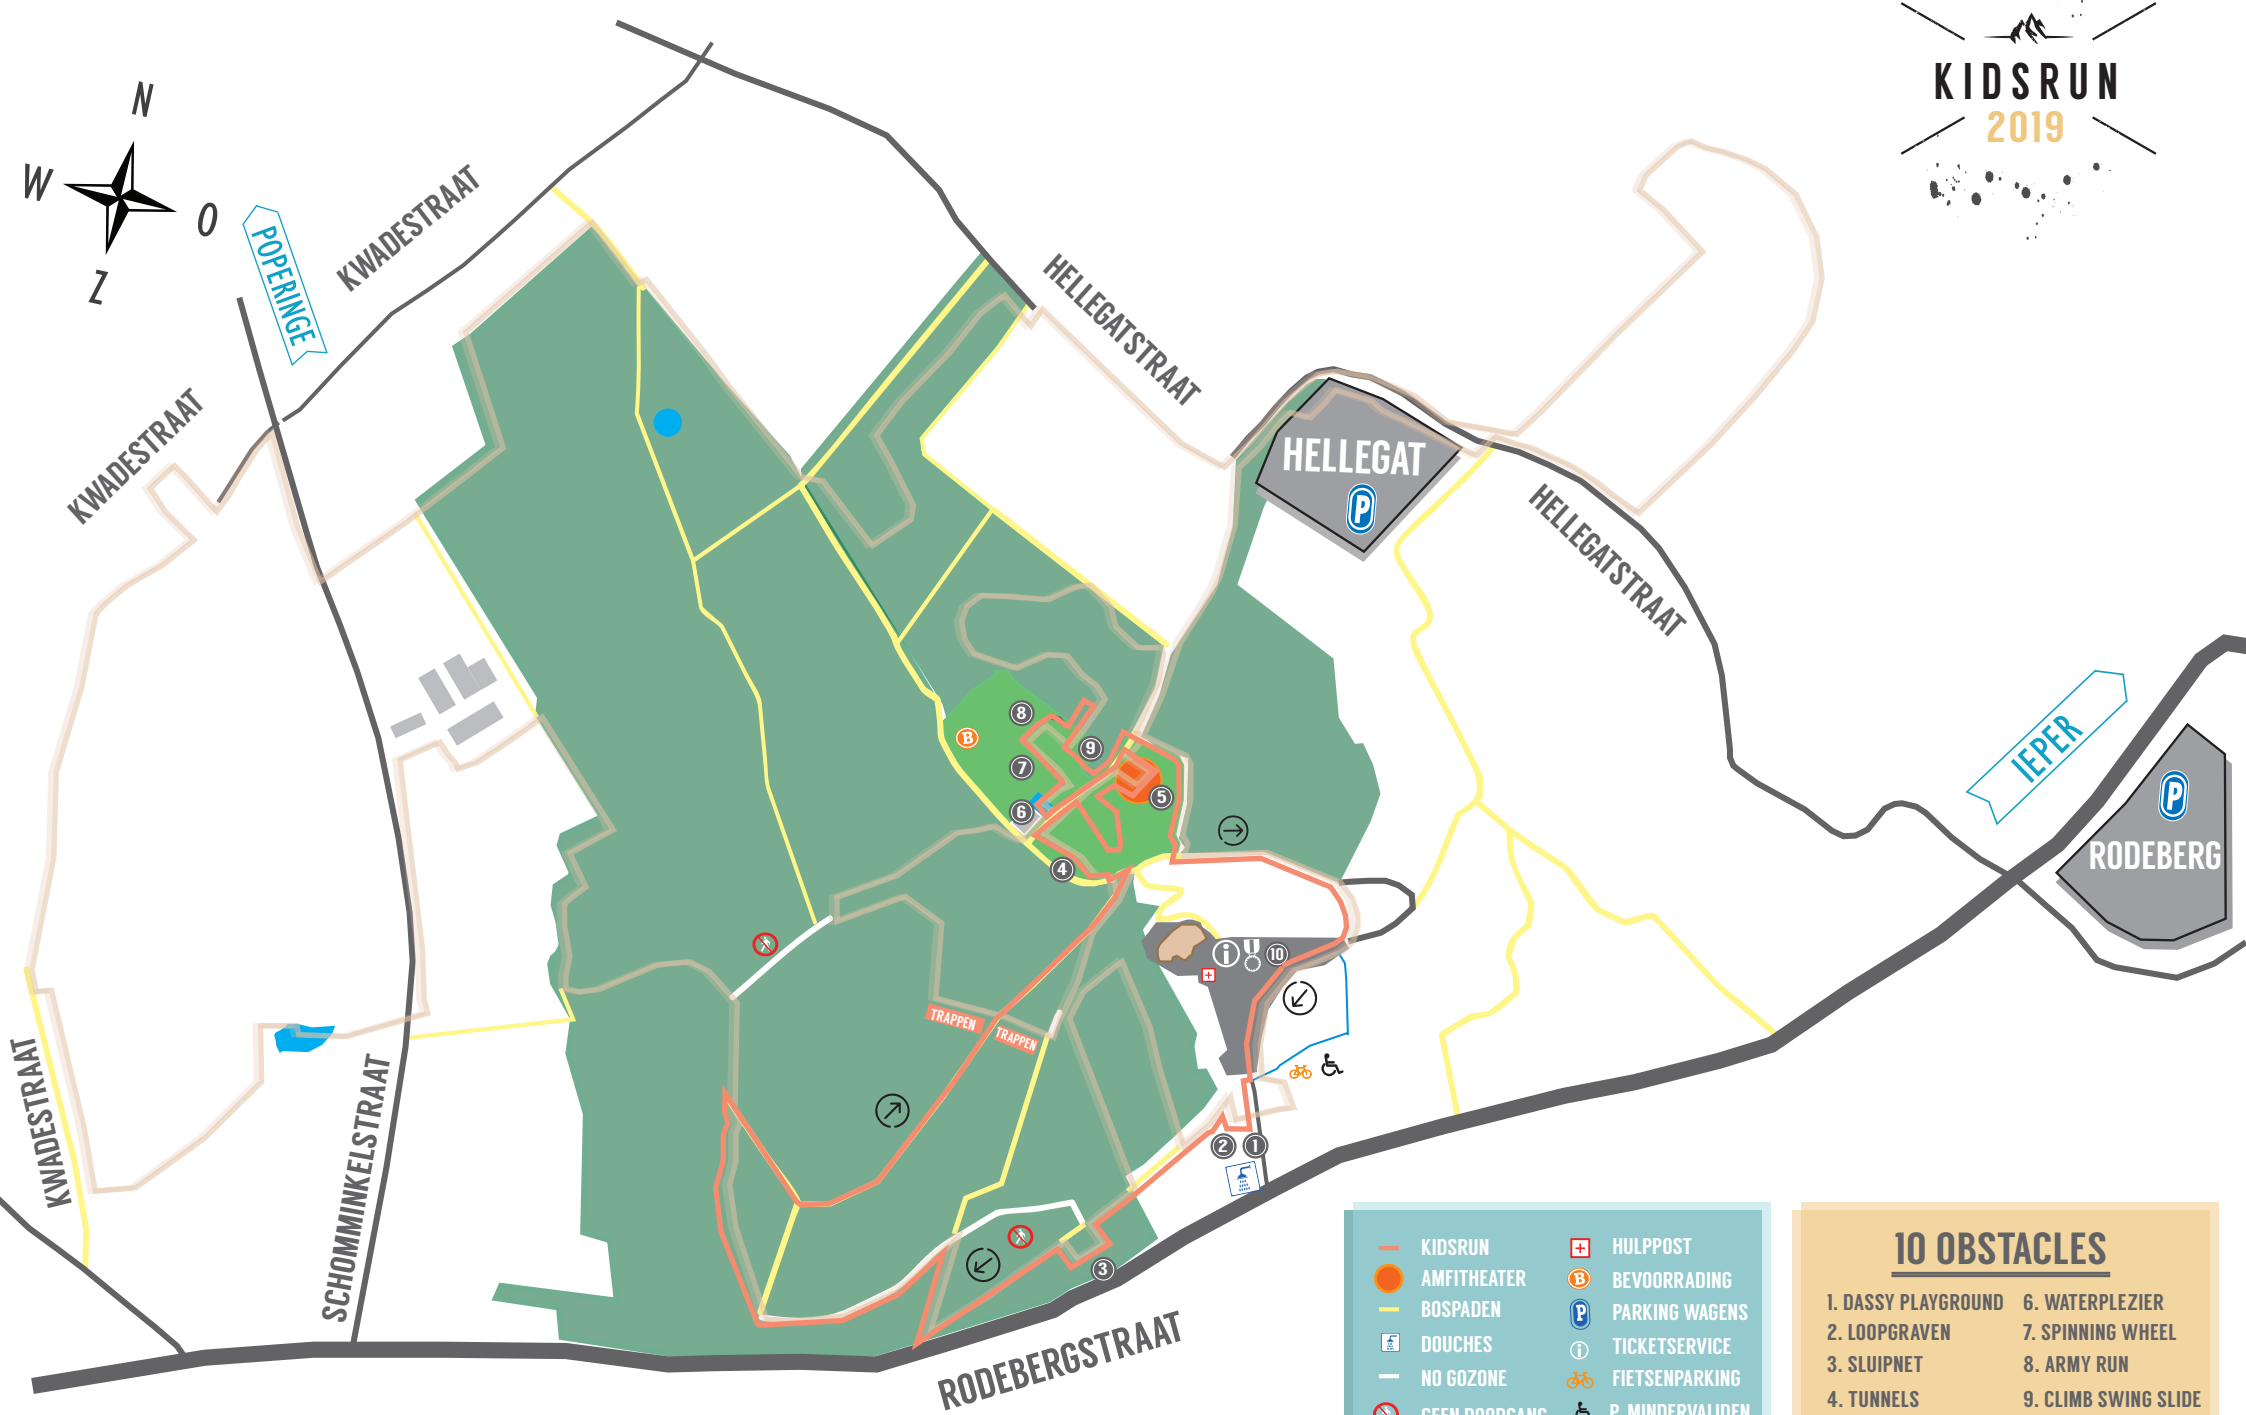 KIDSRUN
2019
N
W
O
Z
POPERINGE
KWADESTRAAT
HELLEGATSTRAAT
KWADESTRAAT
HELLEGAT
P
HELLEGATSTRAAT
IEPER
P
RODEBERG
8
B
9
7
5
6
4
i
10
TRAPPEN
TRAPPEN
KWADESTRAAT
SCHOMMINKELSTRAAT
2
1
3
RODEBERGSTRAAT
KIDSRUN
AMFITHEATER
BOSPADEN
DOUCHES
NO GOZONE
GEEN DOORGANG
HULPPOST
B BEVOORRADING
P PARKING WAGENS
i TICKETSERVICE
FIETSENPARKING
P. MINDERVALIDEN
10 OBSTACLES
1. DASSY PLAYGROUND
2. LOOPGRAVEN
3. SLUIPNET
4. TUNNELS
6. WATERPLEZIER
7. SPINNING WHEEL
8. ARMY RUN
9. CLIMB SWING SLIDE